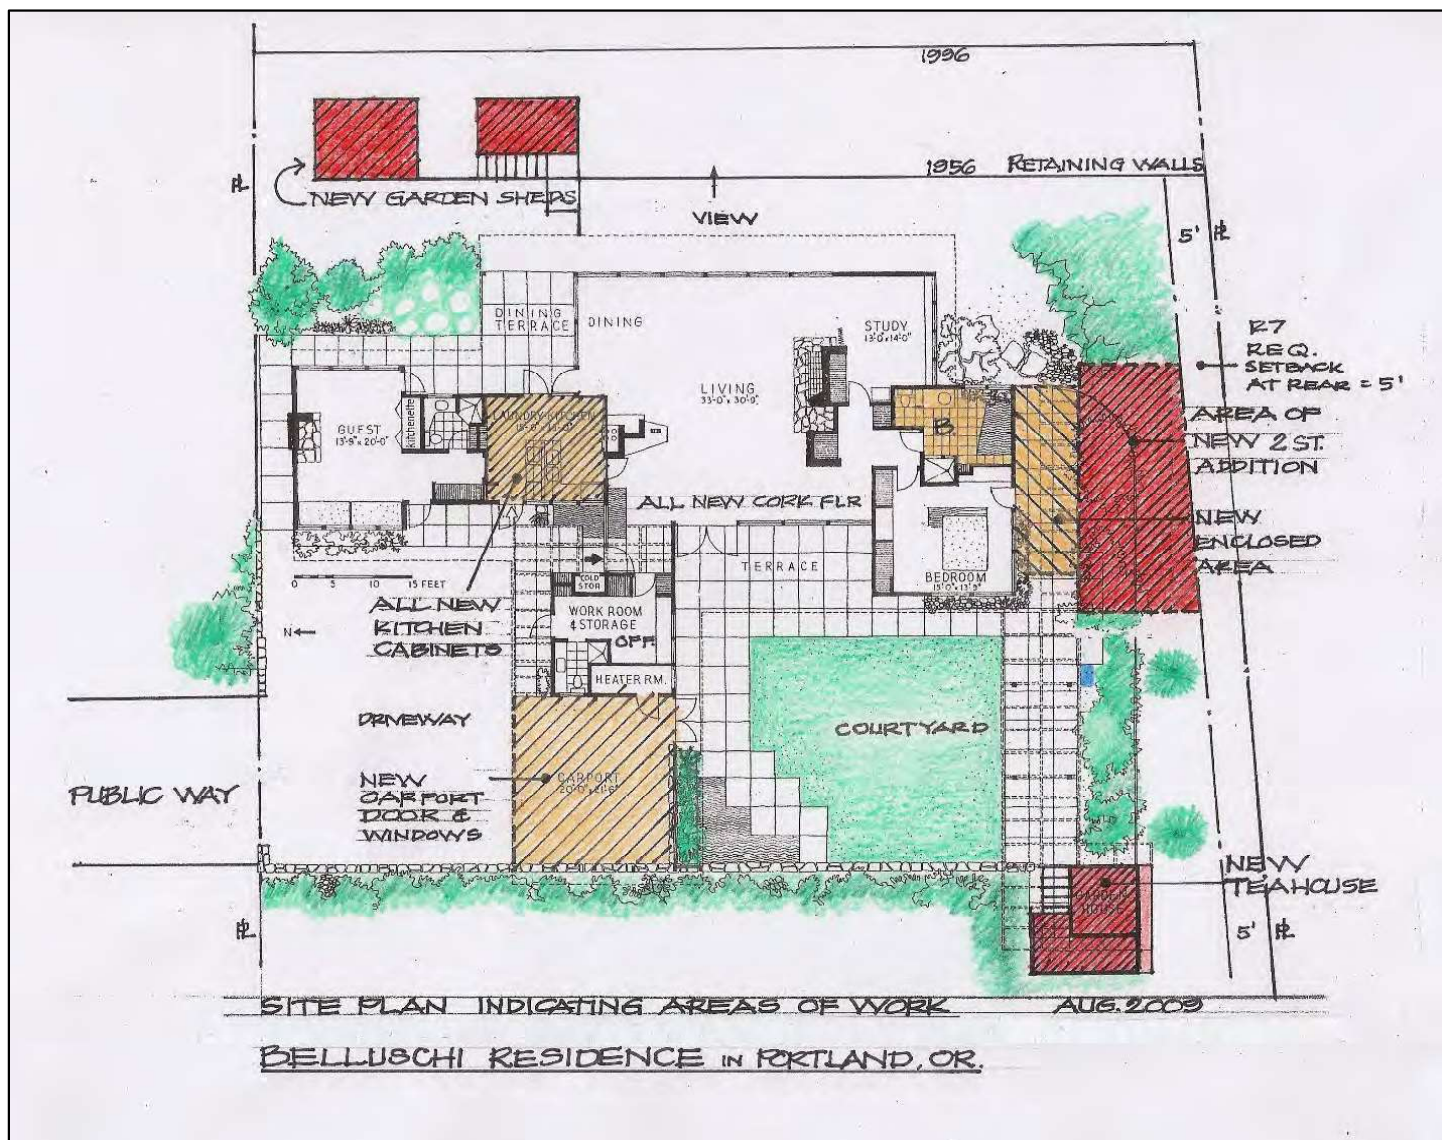 1996
1956 RETAINING WALLS
NEW GARDEN SHEDS
VIEW
5'
PL
PL
R7
REQ.
SETBACK
AT REAR = 5'
DINING
TERRACE
DINING
STUDY
13'-0" x 14'-0"
LIVING
33'-0" x 30'-9"
GUEST
13'-9" x 20'-0"
kitchenette
LAUNDRY KITCHEN
B.
AREA OF
NEW 2 ST.
ADDITION
ALL NEW CORK FLR
NEW
ENCLOSED
AREA
TERRACE
BEDROOM
0 5 10 15 FEET
COLD
STOR
ALL NEW
KITCHEN
CABINETS
N
WORK ROOM
& STORAGE
OFF.
HEATER RM.
DRIVEWAY
COURTYARD
PUBLIC WAY
NEW
CARPORT
DOOR &
WINDOWS
CARPORT
20'-0" x 21'-6"
NEW
TEAHOUSE
HOUSE
PL
5' PL
SITE PLAN INDICATING AREAS OF WORK AUG. 2009
BELLUSCHI RESIDENCE IN PORTLAND, OR.